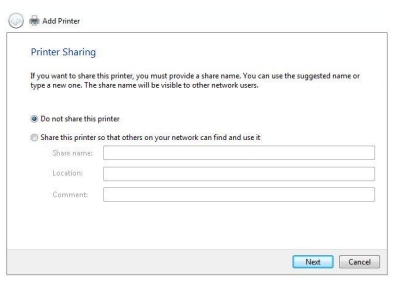 Add Printer
Printer Sharing
If you want to share this printer, you must provide a share name. You can use the suggested name or
type a new one. The share name will be visible to other network users.
Do not share this printer
Share this printer so that others on your network can find and use it
Share name:
Location:
Comment:
Next Cancel